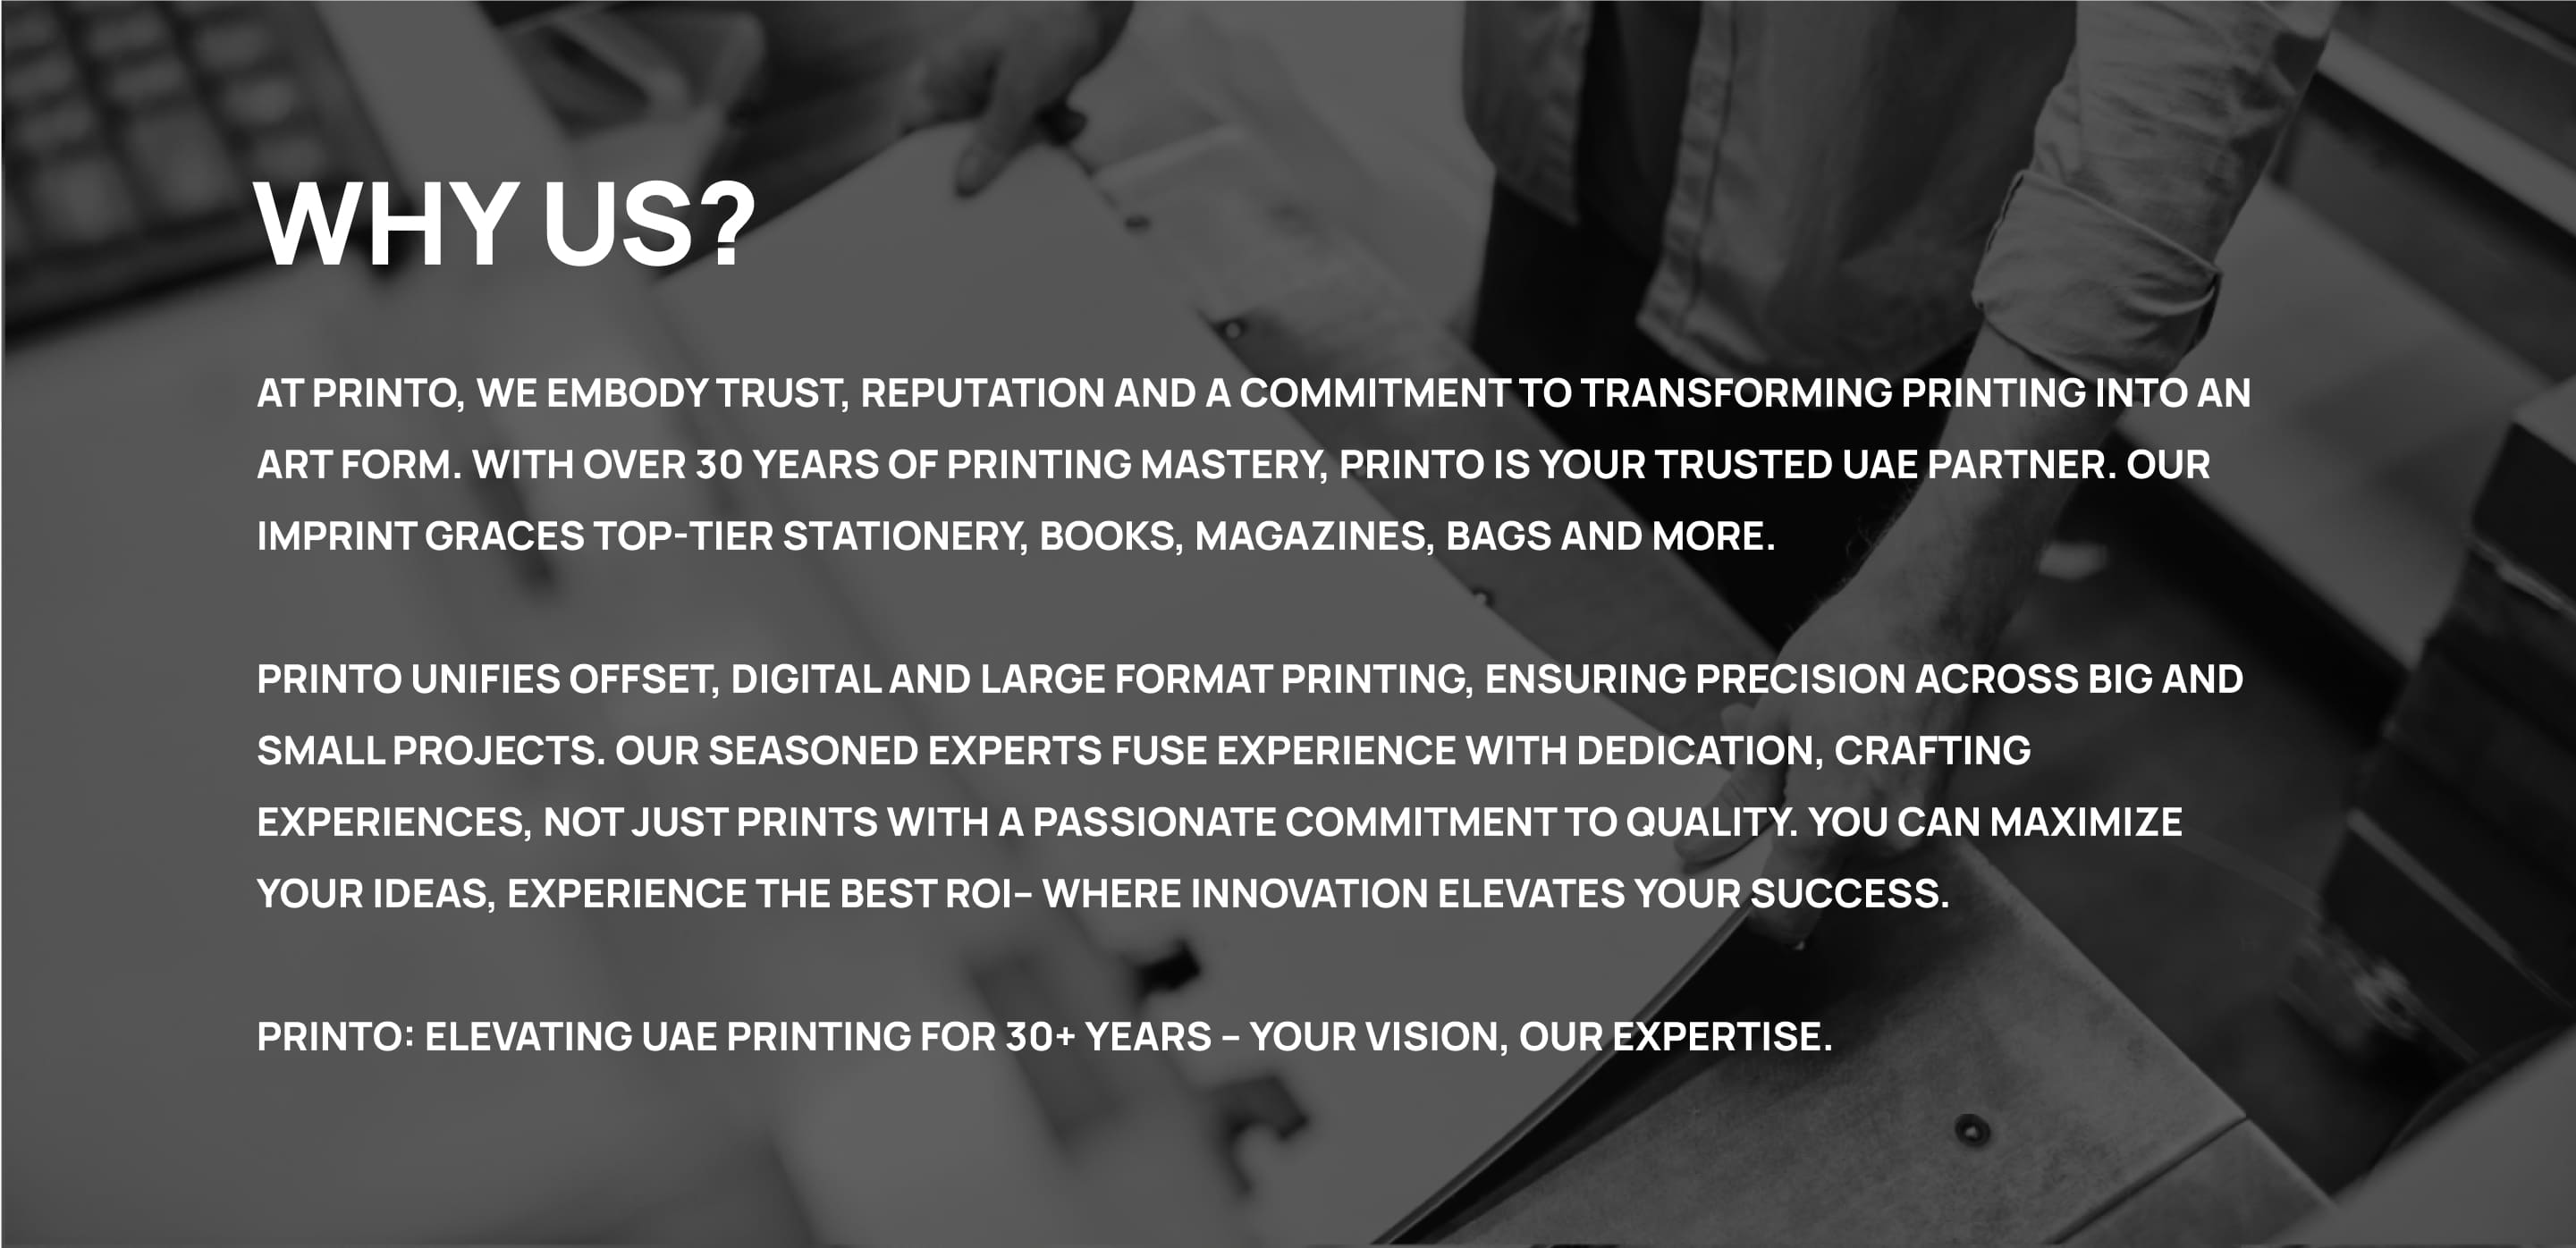 WHY US?
AT PRINTO, WE EMBODY TRUST, REPUTATION AND A COMMITMENT TO TRANSFORMING PRINTING INTO AN
ART FORM. WITH OVER 30 YEARS OF PRINTING MASTERY, PRINTO IS YOUR TRUSTED UAE PARTNER. OUR
IMPRINT GRACES TOP-TIER STATIONERY, BOOKS, MAGAZINES, BAGS AND MORE.
PRINTO UNIFIES OFFSET, DIGITAL AND LARGE FORMAT PRINTING, ENSURING PRECISION ACROSS BIG AND
SMALL PROJECTS. OUR SEASONED EXPERTS FUSE EXPERIENCE WITH DEDICATION, CRAFTING
EXPERIENCES, NOT JUST PRINTS WITH A PASSIONATE COMMITMENT TO QUALITY. YOU CAN MAXIMIZE
YOUR IDEAS, EXPERIENCE THE BEST ROI– WHERE INNOVATION ELEVATES YOUR SUCCESS.
PRINTO: ELEVATING UAE PRINTING FOR 30+ YEARS – YOUR VISION, OUR EXPERTISE.